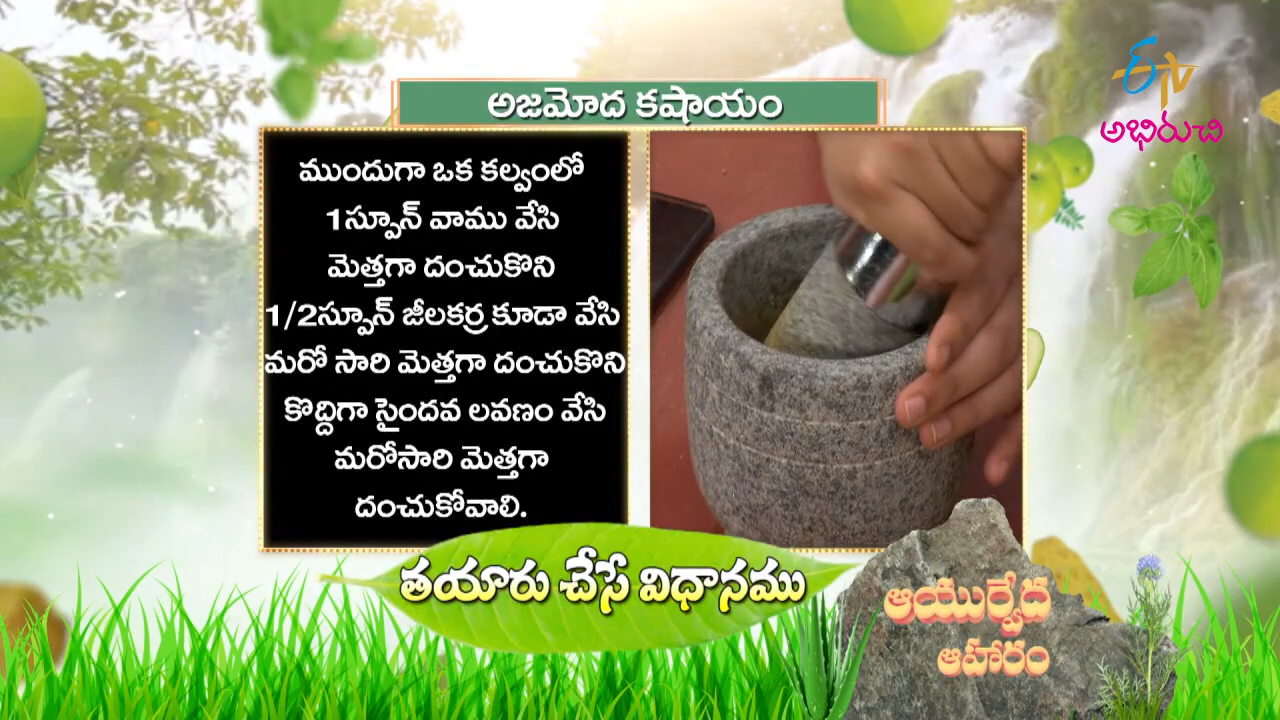 అజమోద కషాయం
ETV
అభిరుచి
ముందుగా ఒక కల్వంలో
1స్పూన్ వాము వేసి
మెత్తగా దంచుకొని
1/2స్పూన్ జీలకర్ర కూడా వేసి
మరో సారి మెత్తగా దంచుకొని
కొద్దిగా సైందవ లవణం వేసి
మరోసారి మెత్తగా
దంచుకోవాలి.
తయారు చేసే విధానము
ఆయుర్వేద
ఆహారం